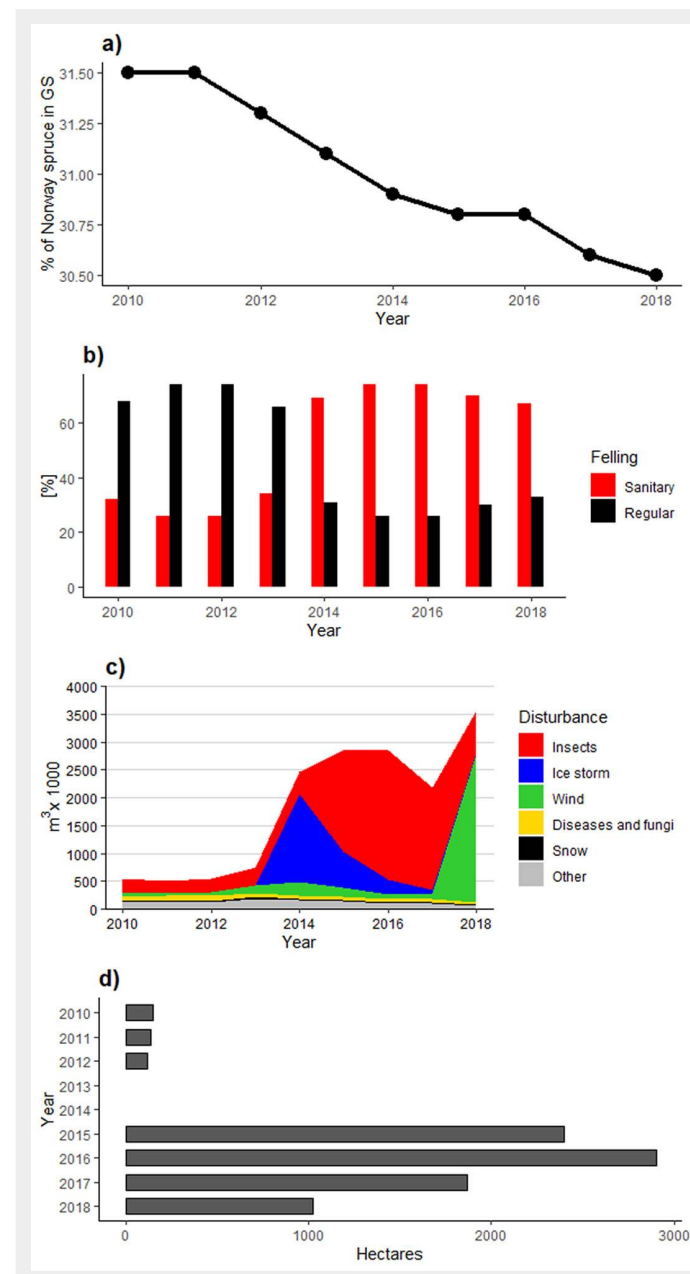 a)
% of Norway spruce in GS
31.50
31.25
31.00
30.75
30.50
2010 2012 2014 2016 2018
Year
b)
[%]
60
40
20
0
2010 2012 2014 2016 2018
Year
Felling
Sanitary
Regular
c)
m³x 1000
4000
3500
3000
2500
2000
1500
1000
500
0
2010 2012 2014 2016 2018
Year
Disturbance
Insects
Ice storm
Wind
Diseases and fungi
Snow
Other
d)
Year
2010
2011
2012
2013
2014
2015
2016
2017
2018
0 1000 2000 3000
Hectares